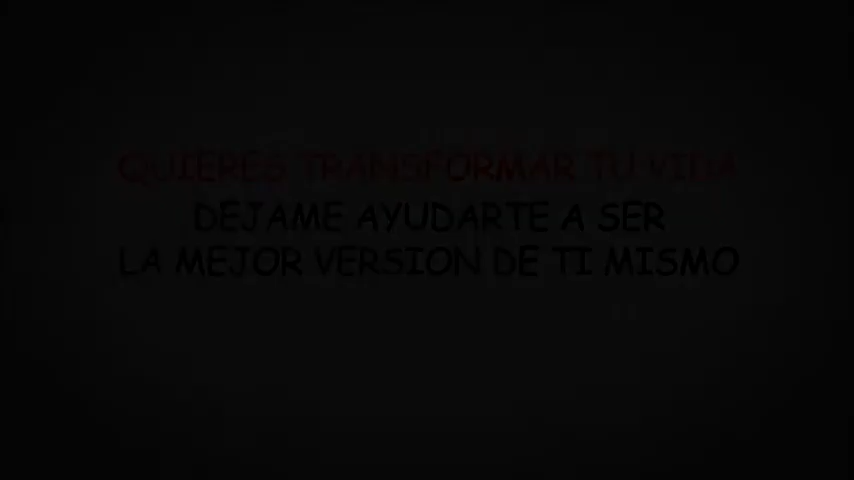 QUIERES TRANSFORMAR TU VIDA
DEJAME AYUDARTE A SER
LA MEJOR VERSION DE TI MISMO